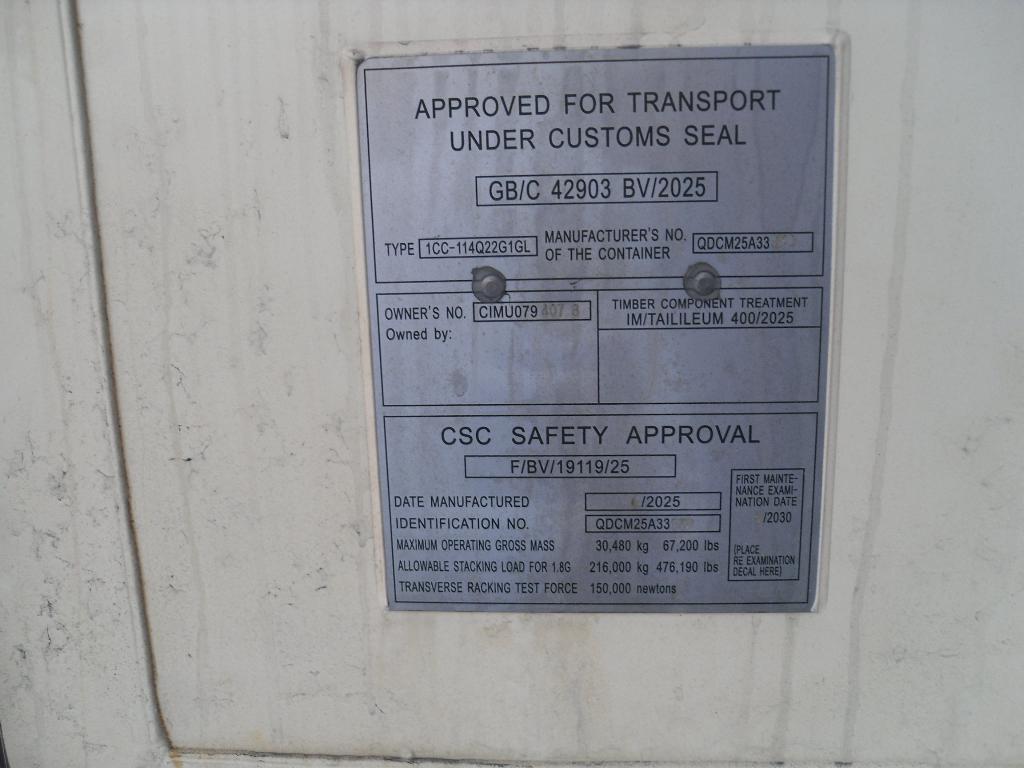 APPROVED FOR TRANSPORT
UNDER CUSTOMS SEAL
GB/C 42903 BV/2025
TYPE 1CC-114Q22G1GL MANUFACTURER'S NO. OF THE CONTAINER QDCM25A33
OWNER'S NO. CIMU079
Owned by:
TIMBER COMPONENT TREATMENT
IM/TAILILEUM 400/2025
CSC SAFETY APPROVAL
F/BV/19119/25
DATE MANUFACTURED /2025
IDENTIFICATION NO. QDCM25A33
MAXIMUM OPERATING GROSS MASS 30,480 kg 67,200 lbs
ALLOWABLE STACKING LOAD FOR 1.8G 216,000 kg 476,190 lbs
TRANSVERSE RACKING TEST FORCE 150,000 newtons
FIRST MAINTE-
NANCE EXAMI-
NATION DATE
/2030
(PLACE
RE EXAMINATION
DECAL HERE)